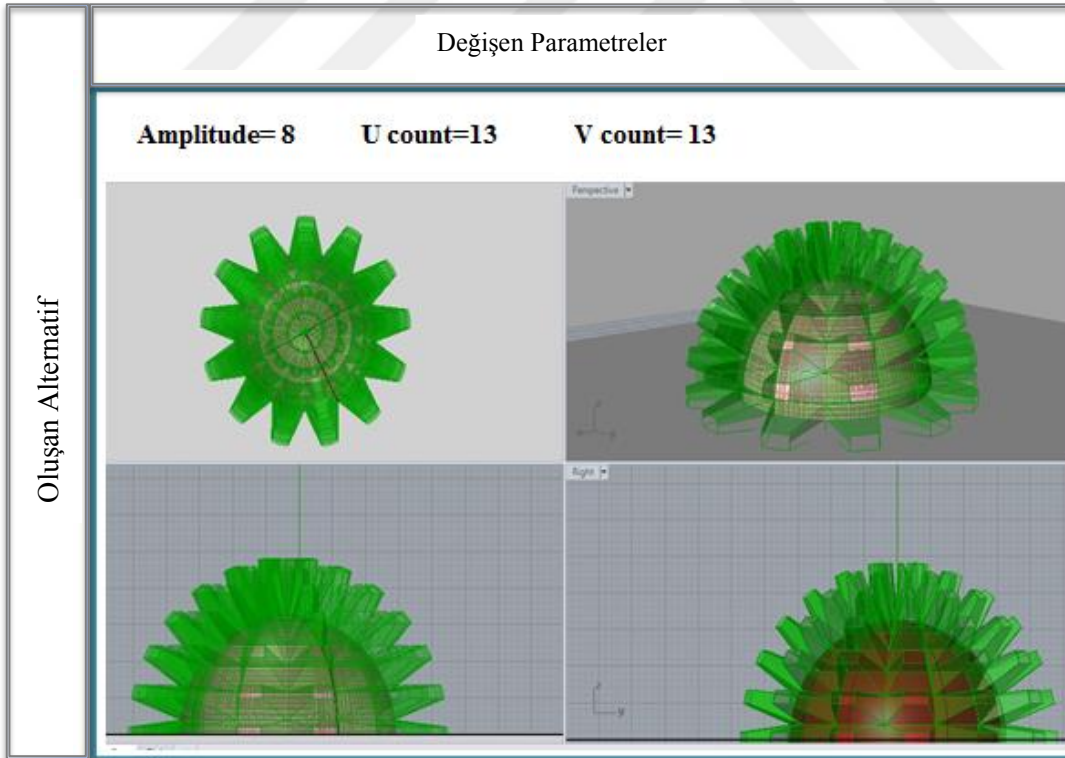 Değişen Parametreler
Oluşan Alternatif
Amplitude= 8 U count=13 V count= 13
Perspective
Right
z
y